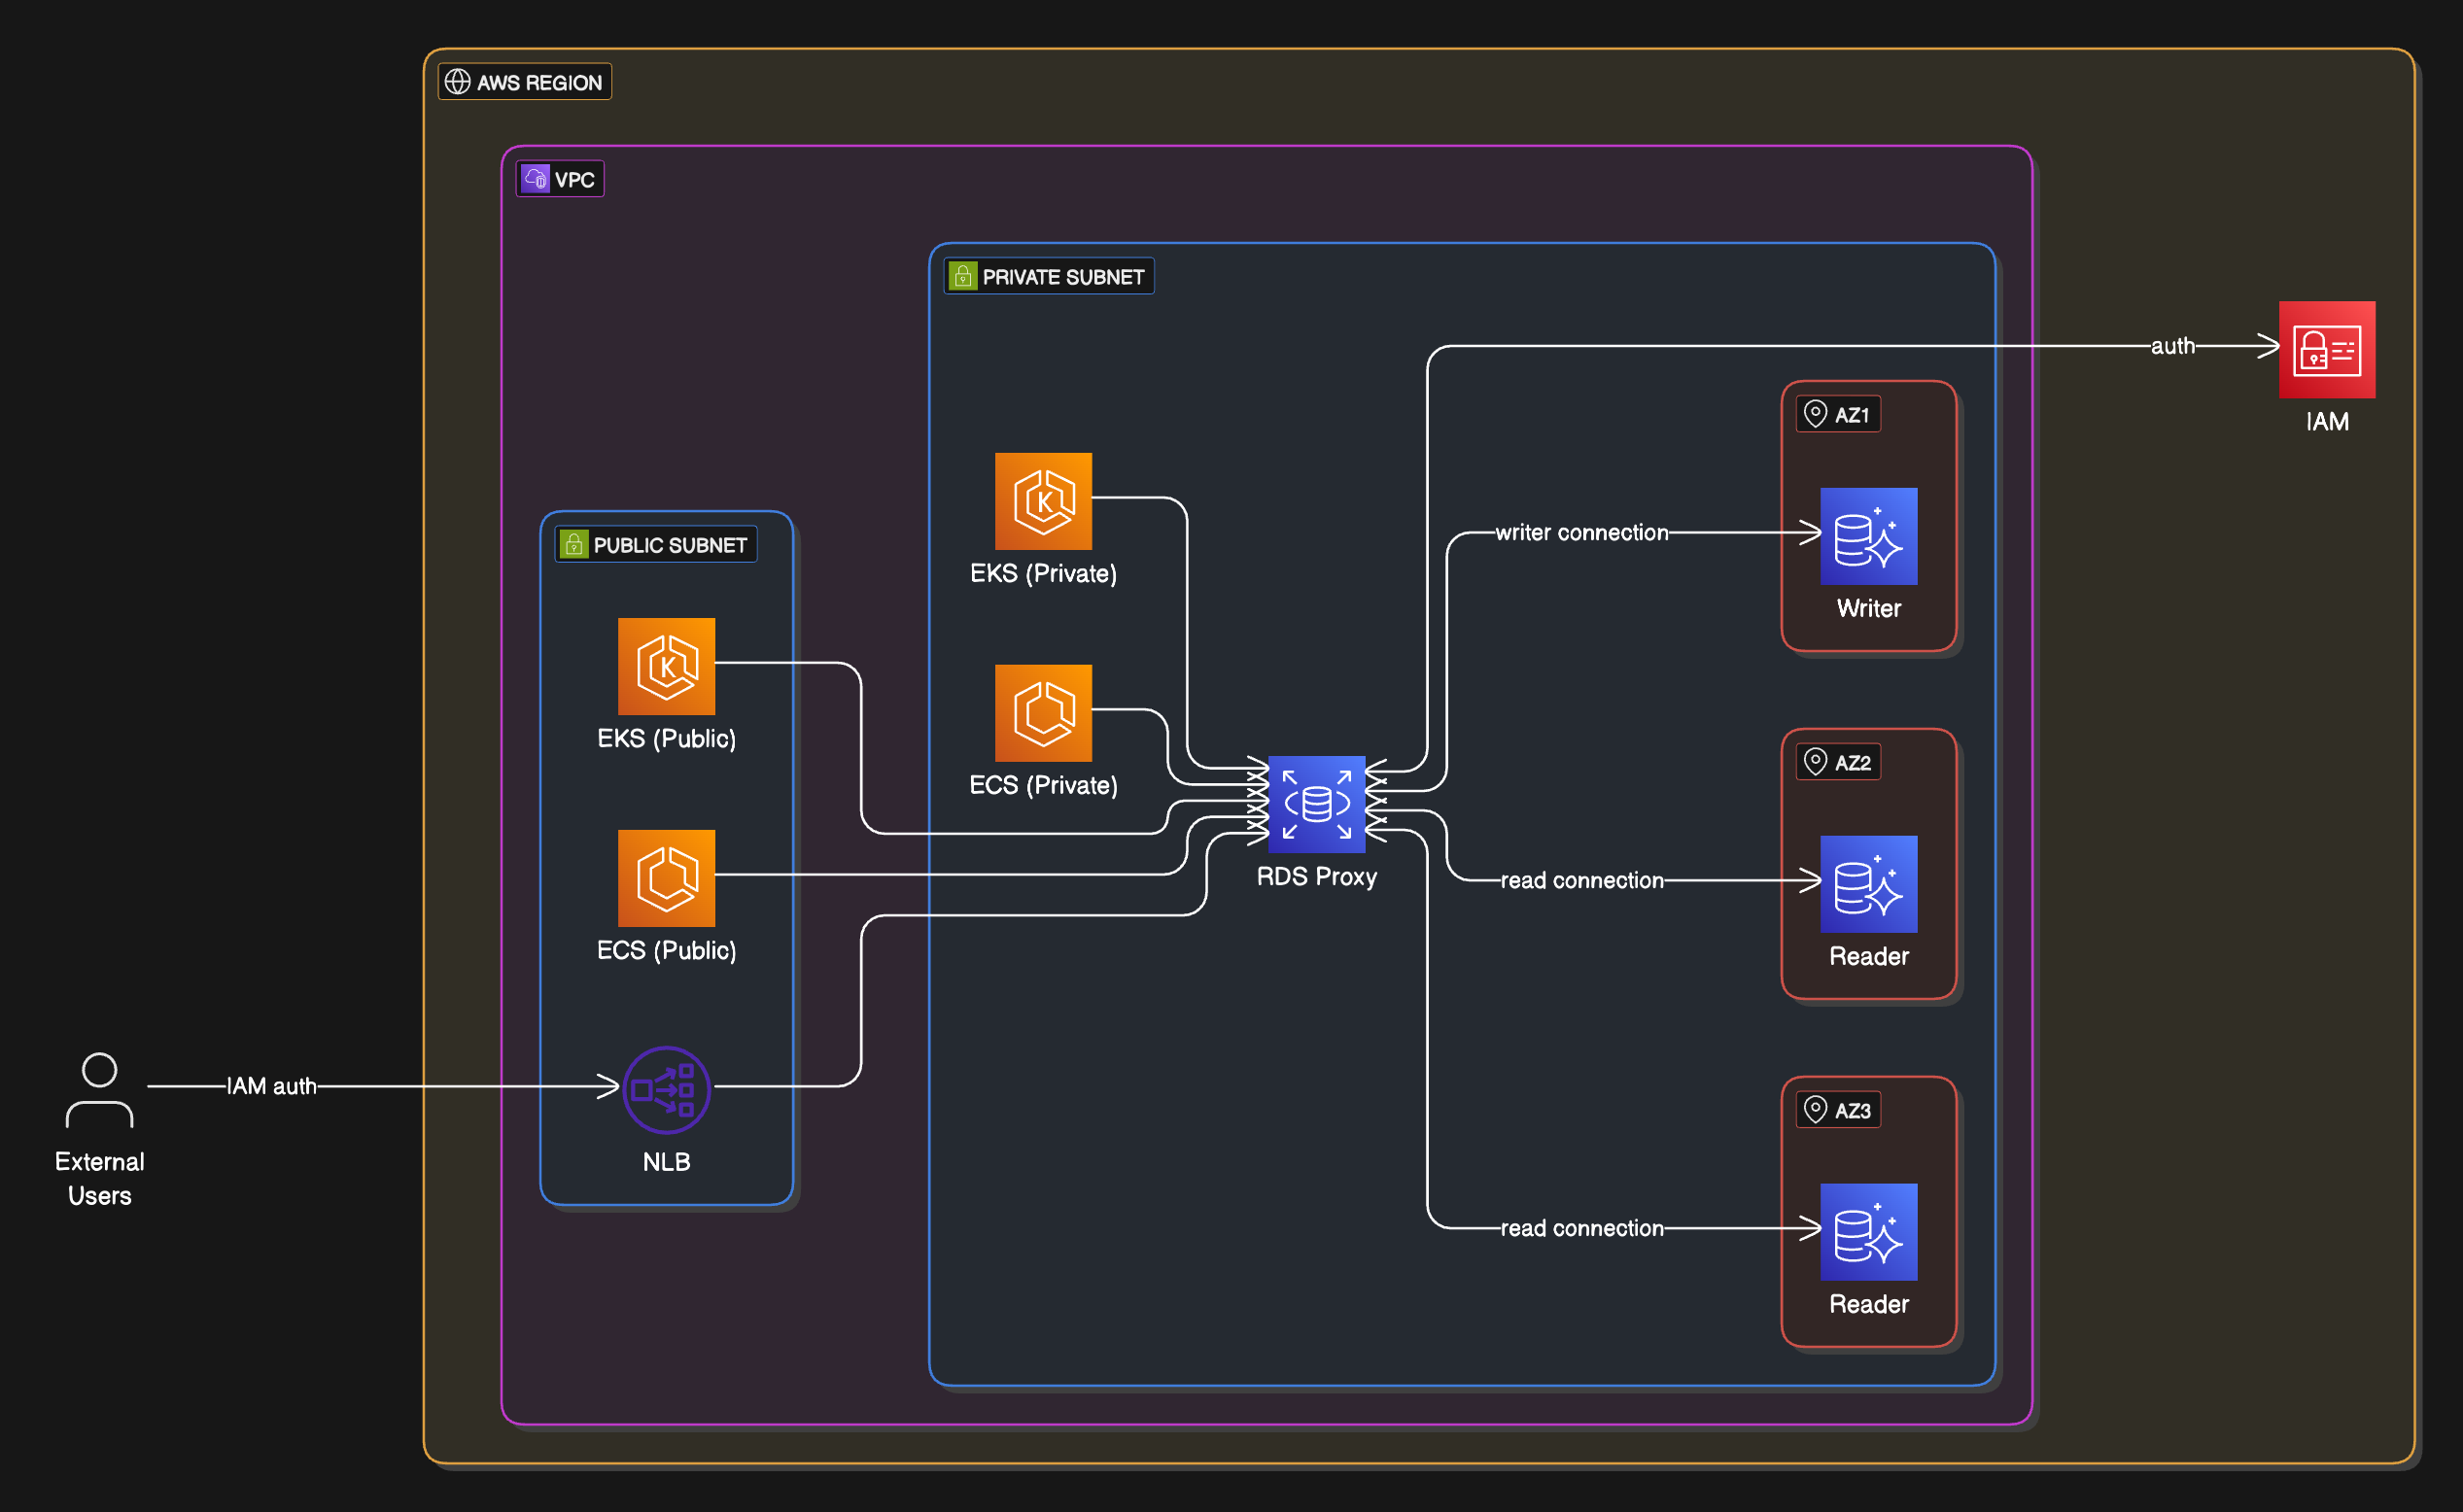 AWS REGION
VPC
PRIVATE SUBNET
auth
IAM
AZ1
EKS (Private)
writer connection
Writer
PUBLIC SUBNET
EKS (Public)
ECS (Private)
AZ2
RDS Proxy
read connection
Reader
ECS (Public)
IAM auth
External
Users
NLB
AZ3
read connection
Reader